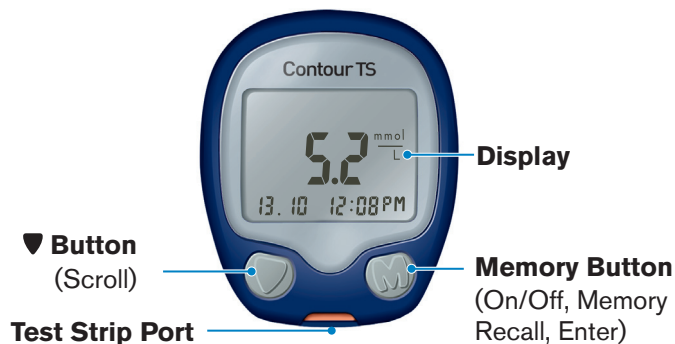 Contour TS
5.2 mmol/L
13. 10 12:08PM
Display
▼ Button
(Scroll)
Memory Button
(On/Off, Memory
Recall, Enter)
M
Test Strip Port